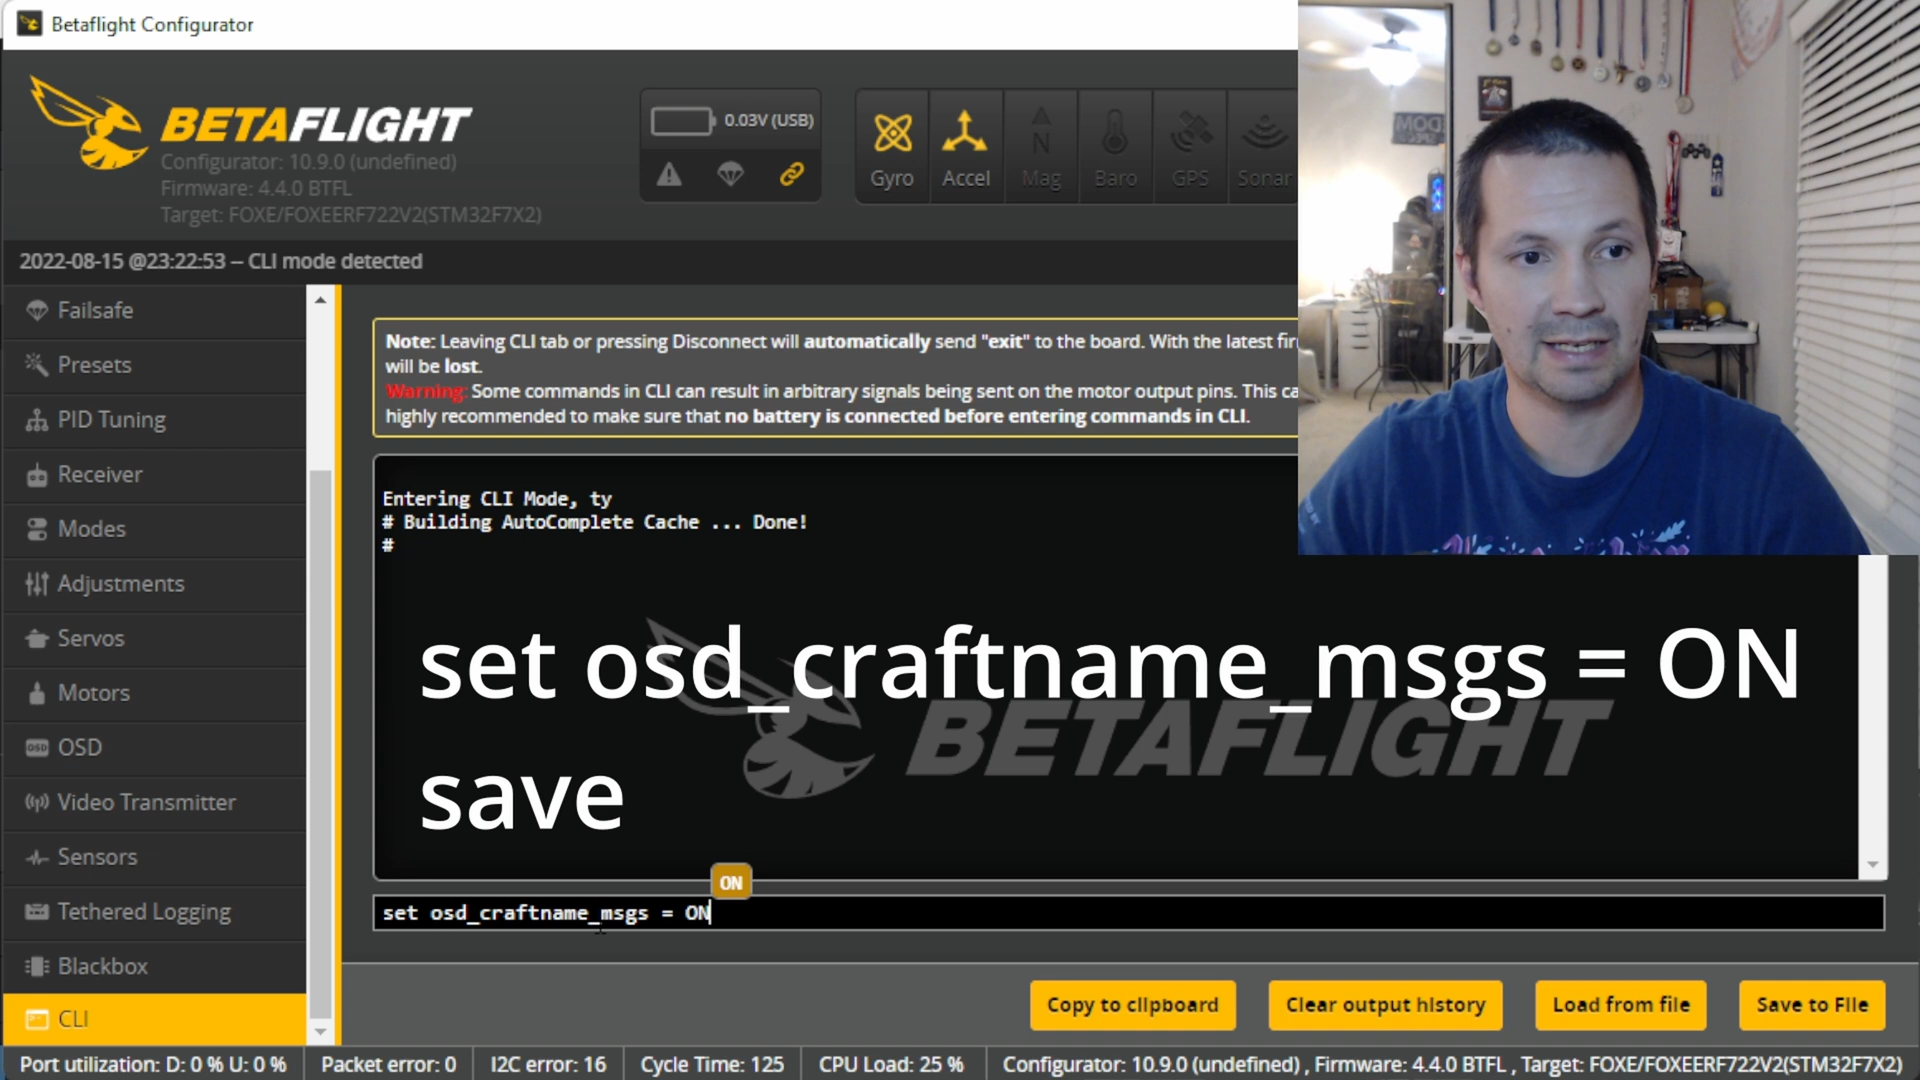 Betaflight Configurator
BETAFLIGHT
Configurator: 10.9.0 (undefined)
Firmware: 4.4.0 BTFL
Target: FOXE/FOXEERF722V2(STM32F7X2)
0.03V (USB)
Gyro
Accel
Mag
Baro
GPS
Sonar
2022-08-15 @23:22:53 -- CLI mode detected
Failsafe
Presets
PID Tuning
Receiver
Modes
Adjustments
Servos
Motors
OSD
Video Transmitter
Sensors
Tethered Logging
Blackbox
CLI
Note: Leaving CLI tab or pressing Disconnect will automatically send "exit" to the board. With the latest fir
will be lost.
Warning: Some commands in CLI can result in arbitrary signals being sent on the motor output pins. This ca
highly recommended to make sure that no battery is connected before entering commands in CLI.
Entering CLI Mode, ty
# Building AutoComplete Cache ... Done!
#
set osd_craftname_msgs = ON
BETAFLIGHT
save
ON
set osd_craftname_msgs = ON
Copy to clipboard
Clear output history
Load from file
Save to File
Port utilization: D: 0 % U: 0 %
Packet error: 0
I2C error: 16
Cycle Time: 125
CPU Load: 25 %
Configurator: 10.9.0 (undefined) , Firmware: 4.4.0 BTFL , Target: FOXE/FOXEERF722V2(STM32F7X2)